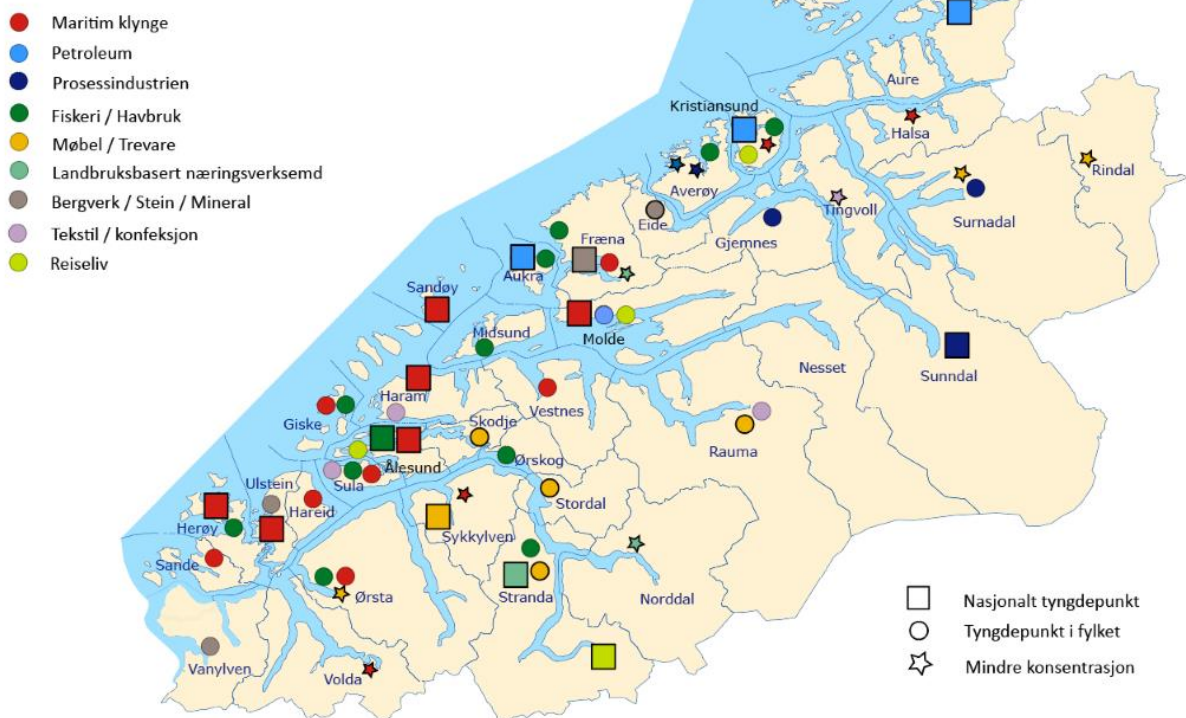 Maritim klynge
Petroleum
Prosessindustrien
Fiskeri / Havbruk
Møbel / Trevare
Landbruksbasert næringsverksemd
Bergverk / Stein / Mineral
Tekstil / konfeksjon
Reiseliv
Aure
Kristiansund
Halsa
Rindal
Averøy
Tingvoll
Surnadal
Eide
Gjemnes
Fræna
Aukra
Sandøy
Midsund
Molde
Nesset
Sunndal
Haram
Vestnes
Giske
Skodje
Rauma
Ørskog
Ålesund
Ulstein
Sula
Stordal
Hareid
Herøy
Sykkylven
Sande
Ørsta
Stranda
Norddal
Vanylven
Volda
Nasjonalt tyngdepunkt
Tyngdepunkt i fylket
Mindre konsentrasjon